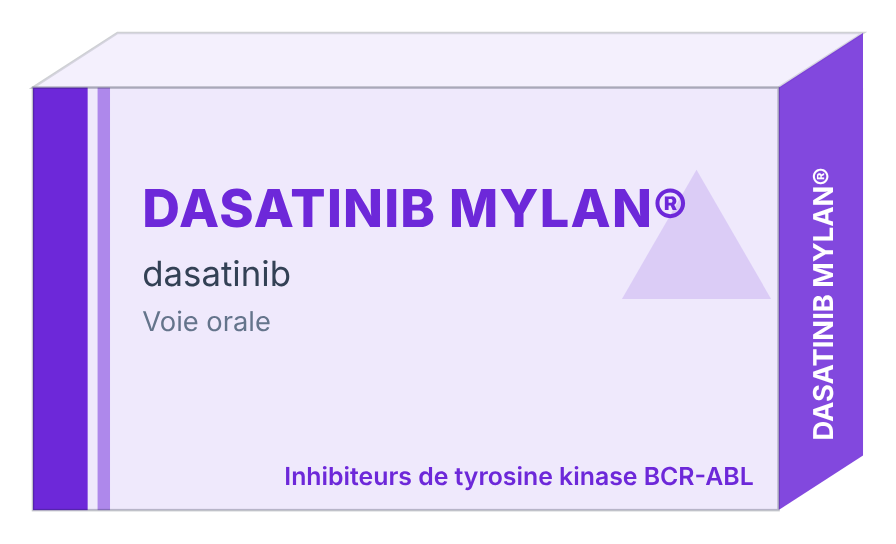 DASATINIB MYLAN®
dasatinib
Voie orale
Inhibiteurs de tyrosine kinase BCR-ABL
DASATINIB MYLAN®